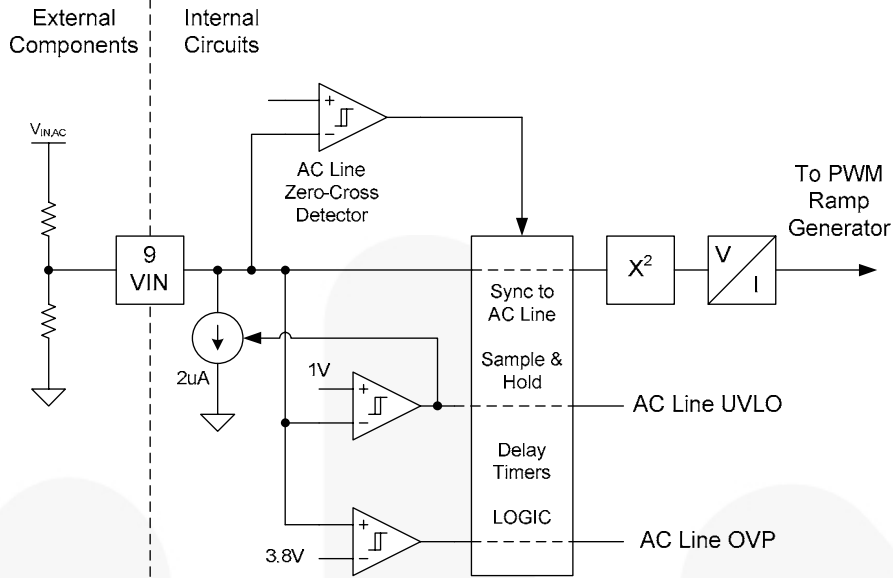 External
Components
Internal
Circuits
VIN,AC
+
−
AC Line
Zero-Cross
Detector
To PWM
Ramp
Generator
9
VIN
X²
V
I
Sync to
AC Line
Sample &
Hold
2uA
1V
+
−
AC Line UVLO
Delay
Timers
LOGIC
3.8V
+
−
AC Line OVP